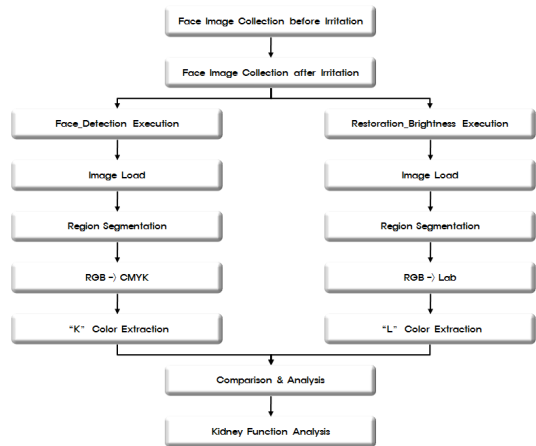 Face Image Collection before Irritation
Face Image Collection after Irritation
Face_Detection Execution
Restoration_Brightness Execution
Image Load
Image Load
Region Segmentation
Region Segmentation
RGB -> CMYK
RGB -> Lab
"K" Color Extraction
"L" Color Extraction
Comparison & Analysis
Kidney Function Analysis